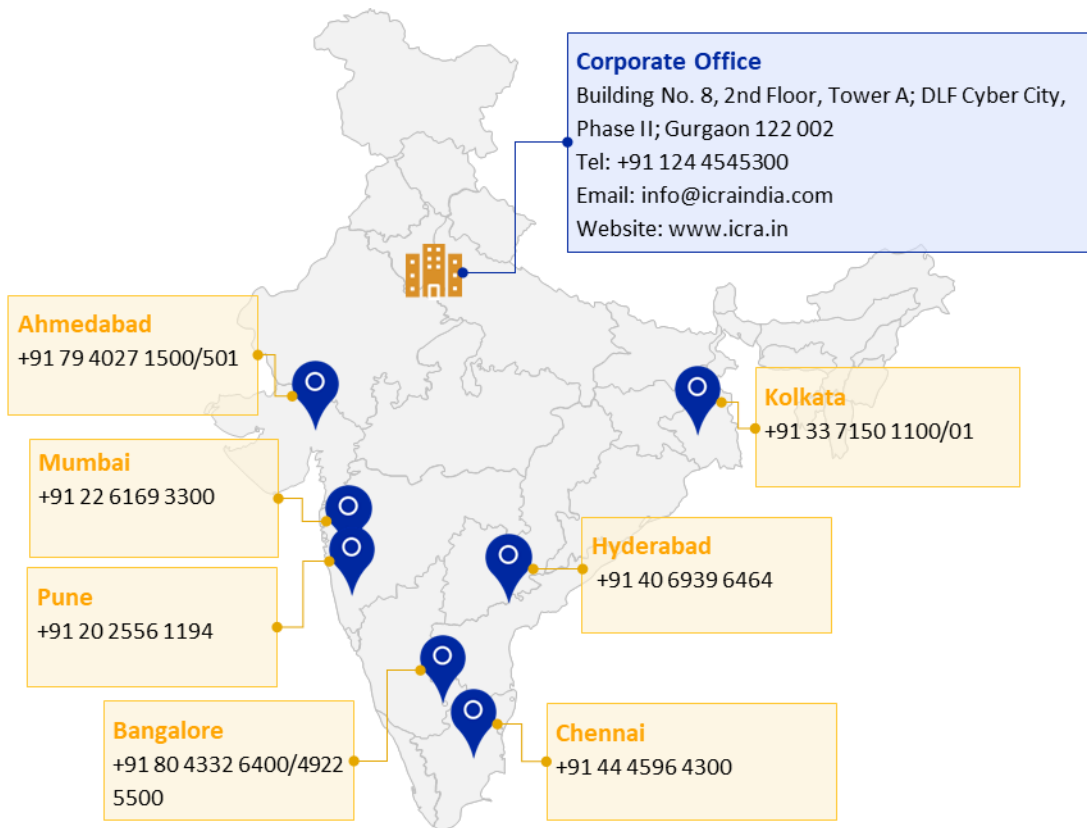 Corporate Office
Building No. 8, 2nd Floor, Tower A; DLF Cyber City,
Phase II; Gurgaon 122 002
Tel: +91 124 4545300
Email: info@icraindia.com
Website: www.icra.in
Ahmedabad
+91 79 4027 1500/501
Kolkata
+91 33 7150 1100/01
Mumbai
+91 22 6169 3300
Hyderabad
+91 40 6939 6464
Pune
+91 20 2556 1194
Bangalore
+91 80 4332 6400/4922
5500
Chennai
+91 44 4596 4300